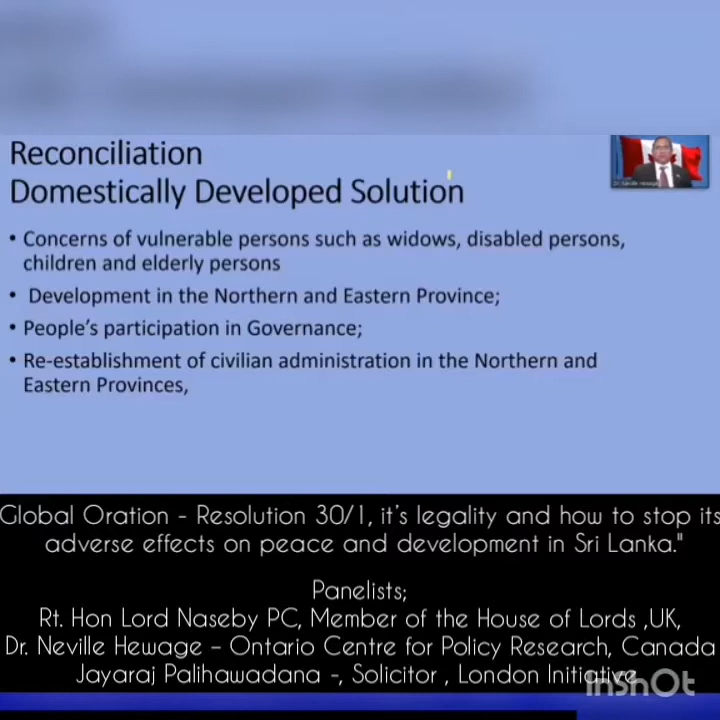 Reconciliation
Domestically Developed Solution
• Concerns of vulnerable persons such as widows, disabled persons,
children and elderly persons
• Development in the Northern and Eastern Province;
• People's participation in Governance;
• Re-establishment of civilian administration in the Northern and
Eastern Provinces,
Global Oration - Resolution 30/1, it's legality and how to stop its
adverse effects on peace and development in Sri Lanka."
Panelists;
Rt. Hon Lord Naseby PC, Member of the House of Lords ,UK,
Dr. Neville Hewage – Ontario Centre for Policy Research, Canada
Jayaraj Palihawadana -, Solicitor , London Initiative
InshOt